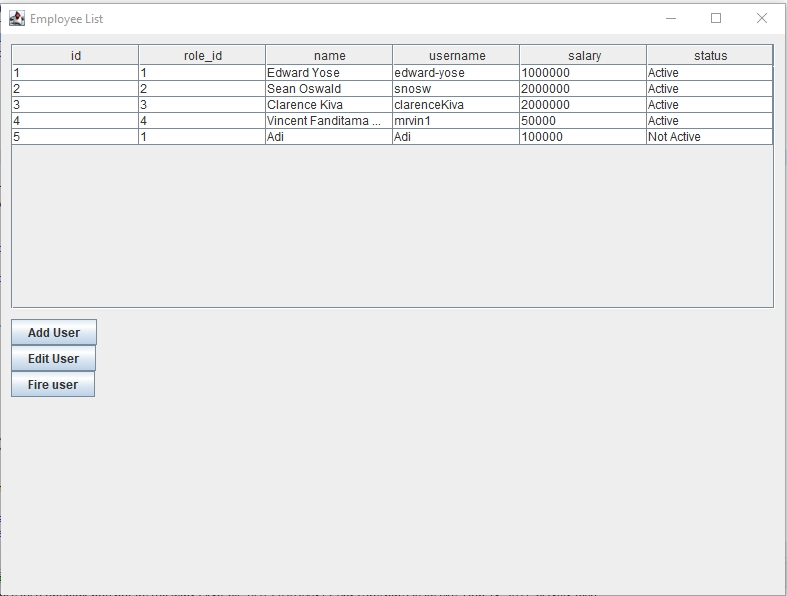 Employee List
id role_id name username salary status
1 1 Edward Yose edward-yose 1000000 Active
2 2 Sean Oswald snosw 2000000 Active
3 3 Clarence Kiva clarenceKiva 2000000 Active
4 4 Vincent Fanditama ... mrvin1 50000 Active
5 1 Adi Adi 100000 Not Active
Add User
Edit User
Fire user